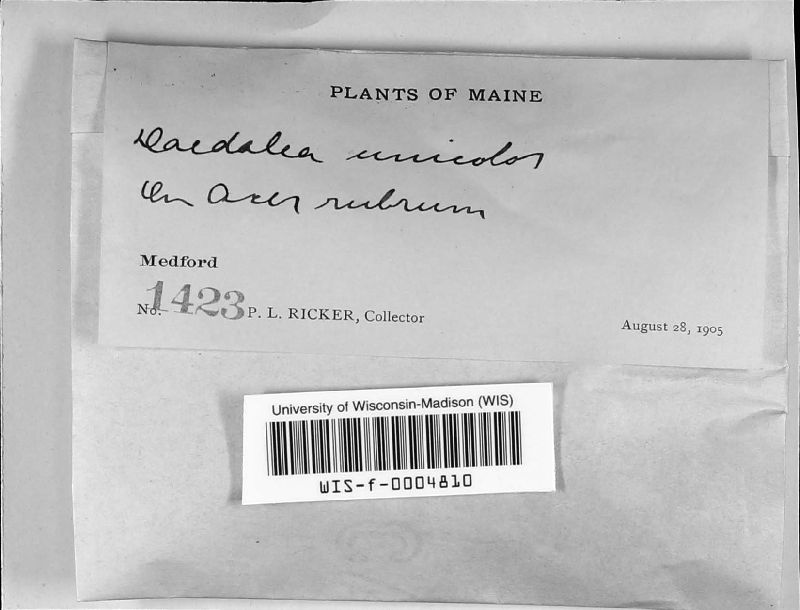 PLANTS OF MAINE
Daedalea unicolor
On Acer rubrum
Medford
No. 1423 P. L. RICKER, Collector
August 28, 1905
University of Wisconsin-Madison (WIS)
WIS-f-0004810